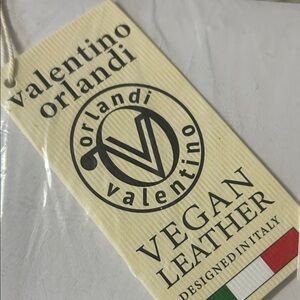 valentino
orlandi
orlandi
V
valentino
VEGAN
LEATHER
DESIGNED IN ITALY